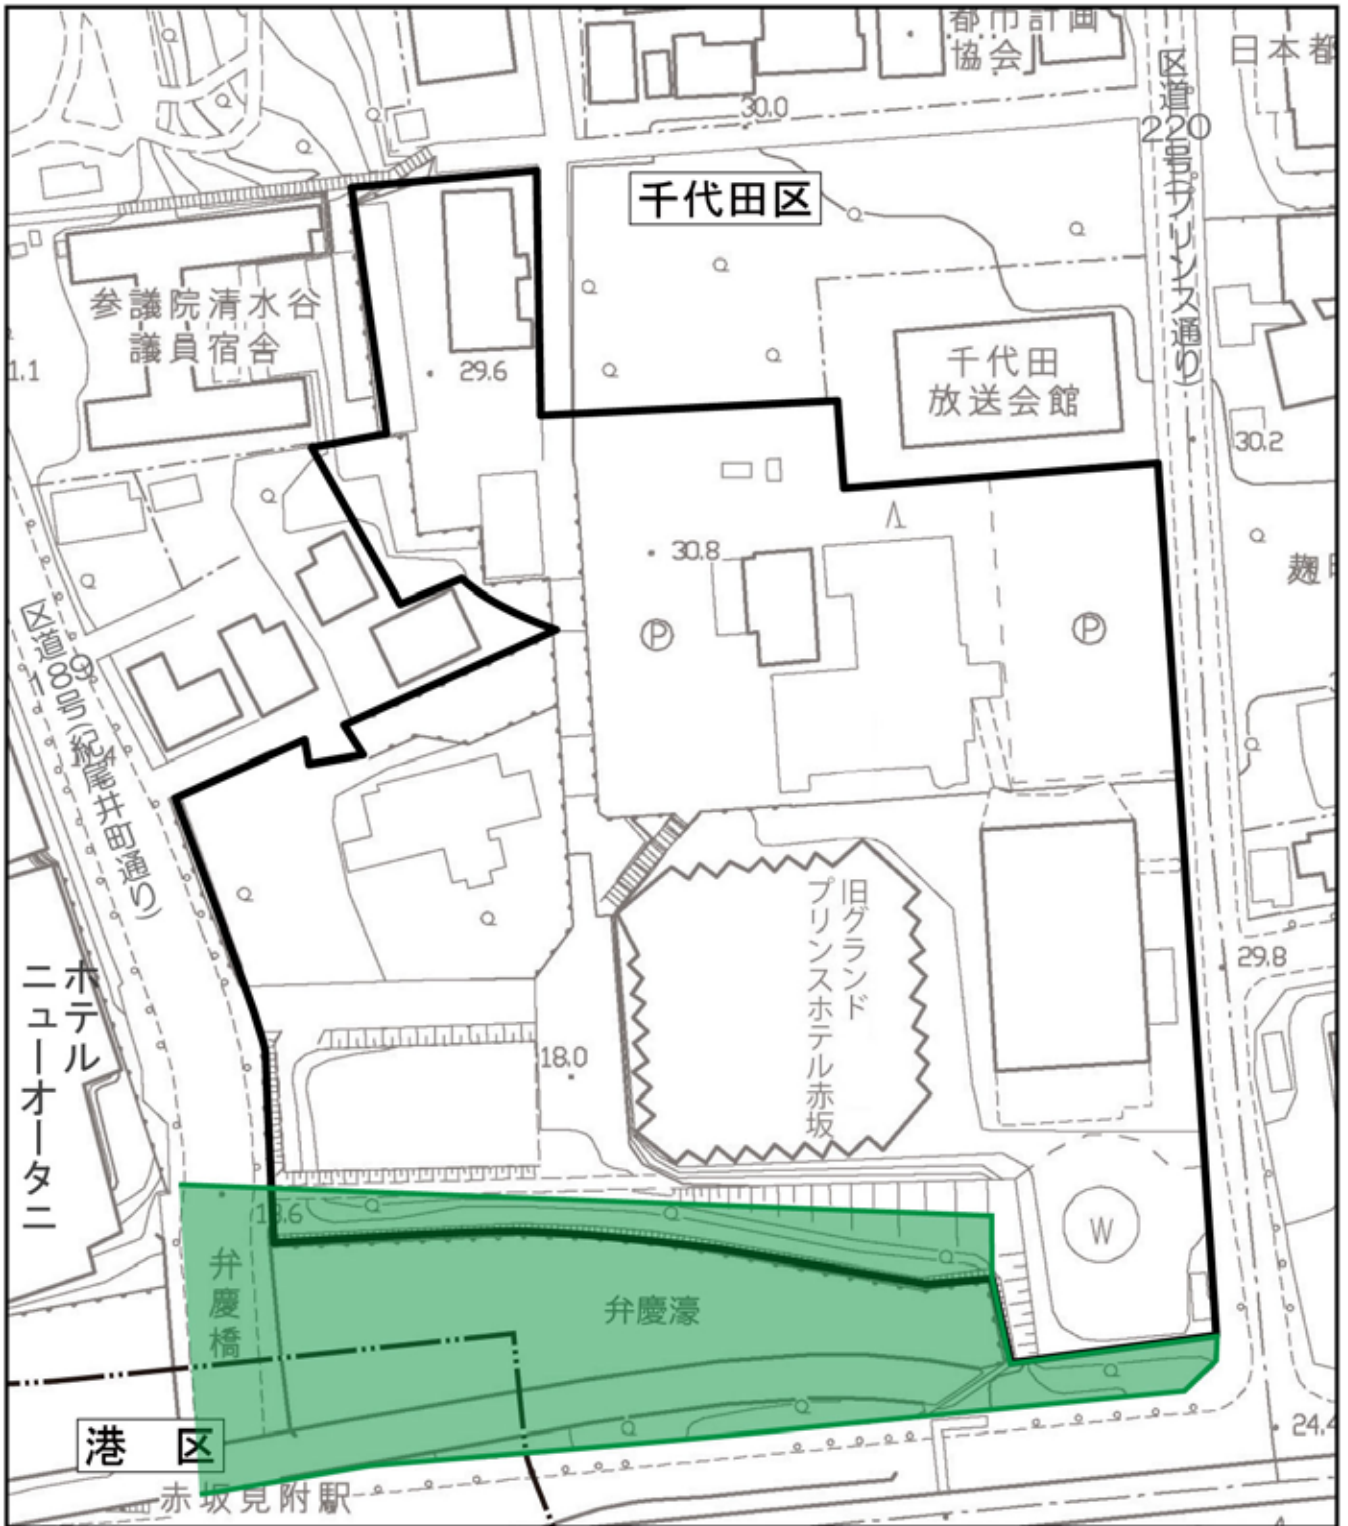 都市計画
協会
日本都
30.0
区道220号(プリンス通り)
千代田区
参議院清水谷
議員宿舎
1.1
29.6
千代田
放送会館
30.2
30.8
麹町
P
P
区道198号(紀尾井町通り)
旧グランド
プリンスホテル赤坂
ホテル
ニューオータニ
29.8
18.0
W
13.6
弁慶橋
弁慶濠
港 区
24.4
赤坂見附駅